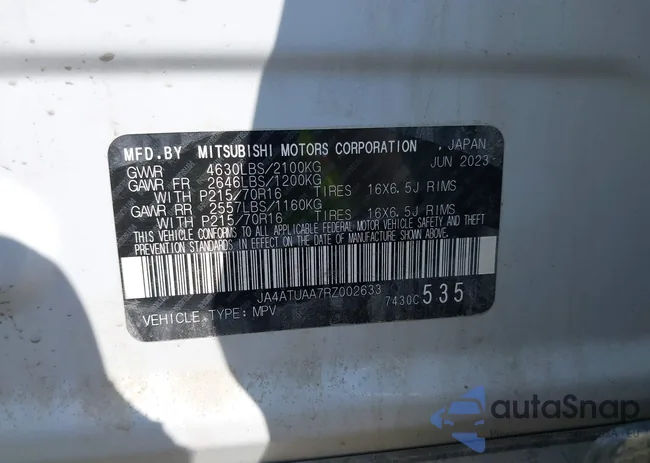 MFD.BY MITSUBISHI MOTORS CORPORATION , JAPAN
GVWR 4630LBS/2100KG JUN 2023
GAWR FR 2646LBS/1200KG
WITH P215/70R16 TIRES 16X6.5J RIMS
GAWR RR 2557LBS/1160KG
WITH P215/70R16 TIRES 16X6.5J RIMS
THIS VEHICLE CONFORMS TO ALL APPLICABLE FEDERAL MOTOR VEHICLE SAFETY AND THEFT
PREVENTION STANDARDS IN EFFECT ON THE DATE OF MANUFACTURE SHOWN ABOVE.
JA4ATUAA7RZ002633 7430C 535
VEHICLE TYPE: MPV
autoSnap